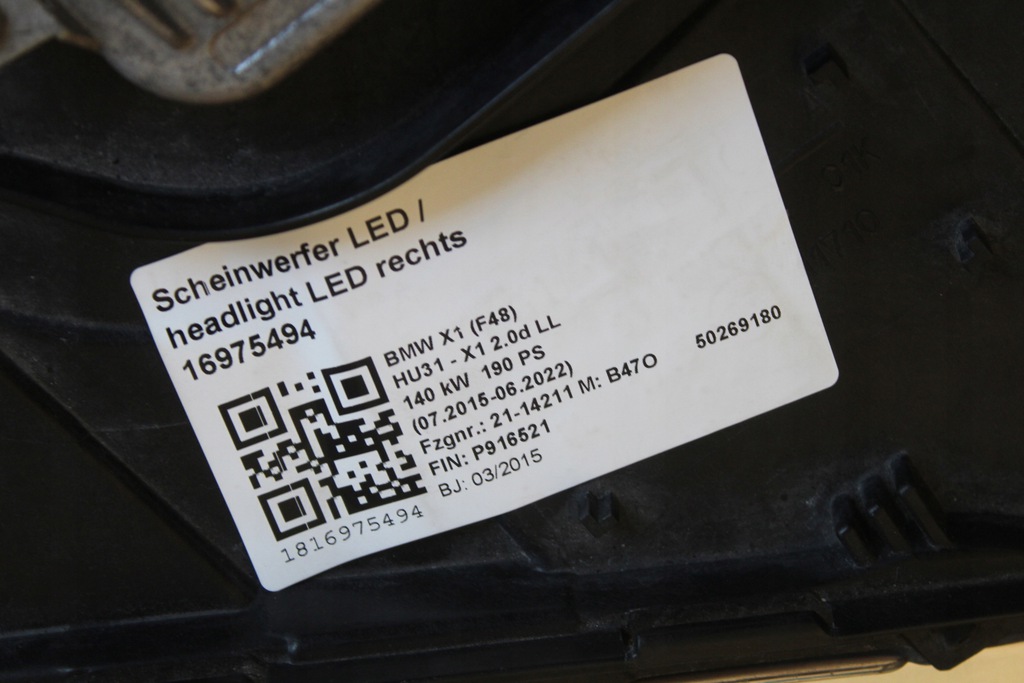 Scheinwerfer LED /
headlight LED rechts
16975494
BMW X1 (F48)
HU31 - X1 2.0d LL
140 kW 190 PS
(07.2015-06.2022)
Fzgnr.: 21-14211 M: B47O
FIN: P916521
BJ: 03/2015
50269180
1816975494